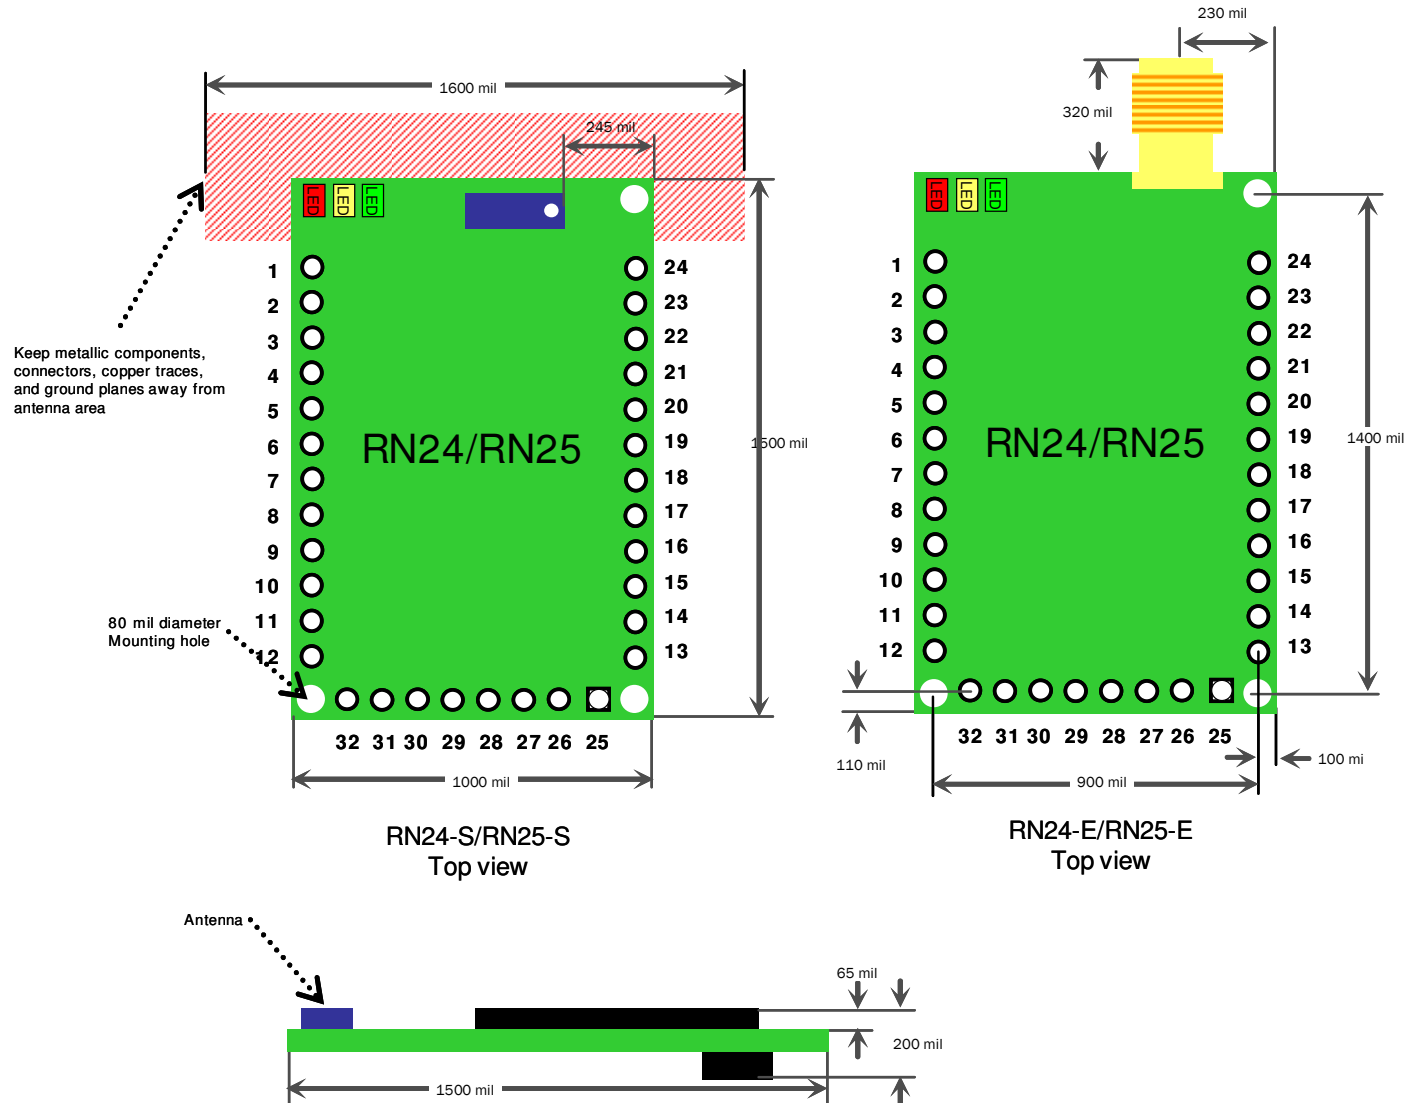 230 mil
1600 mil
320 mil
245 mil
LED LED LED
LED LED LED
1 24
2 23
3 22
4 21
5 20
6 19
7 18
8 17
9 16
10 15
11 14
12 13
1 24
2 23
3 22
4 21
5 20
6 19
7 18
8 17
9 16
10 15
11 14
12 13
Keep metallic components,
connectors, copper traces,
and ground planes away from
antenna area
RN24/RN25
RN24/RN25
1500 mil
1400 mil
80 mil diameter
Mounting hole
32 31 30 29 28 27 26 25
32 31 30 29 28 27 26 25
110 mil
100 mi
1000 mil
900 mil
RN24-S/RN25-S
Top view
RN24-E/RN25-E
Top view
Antenna
65 mil
200 mil
1500 mil